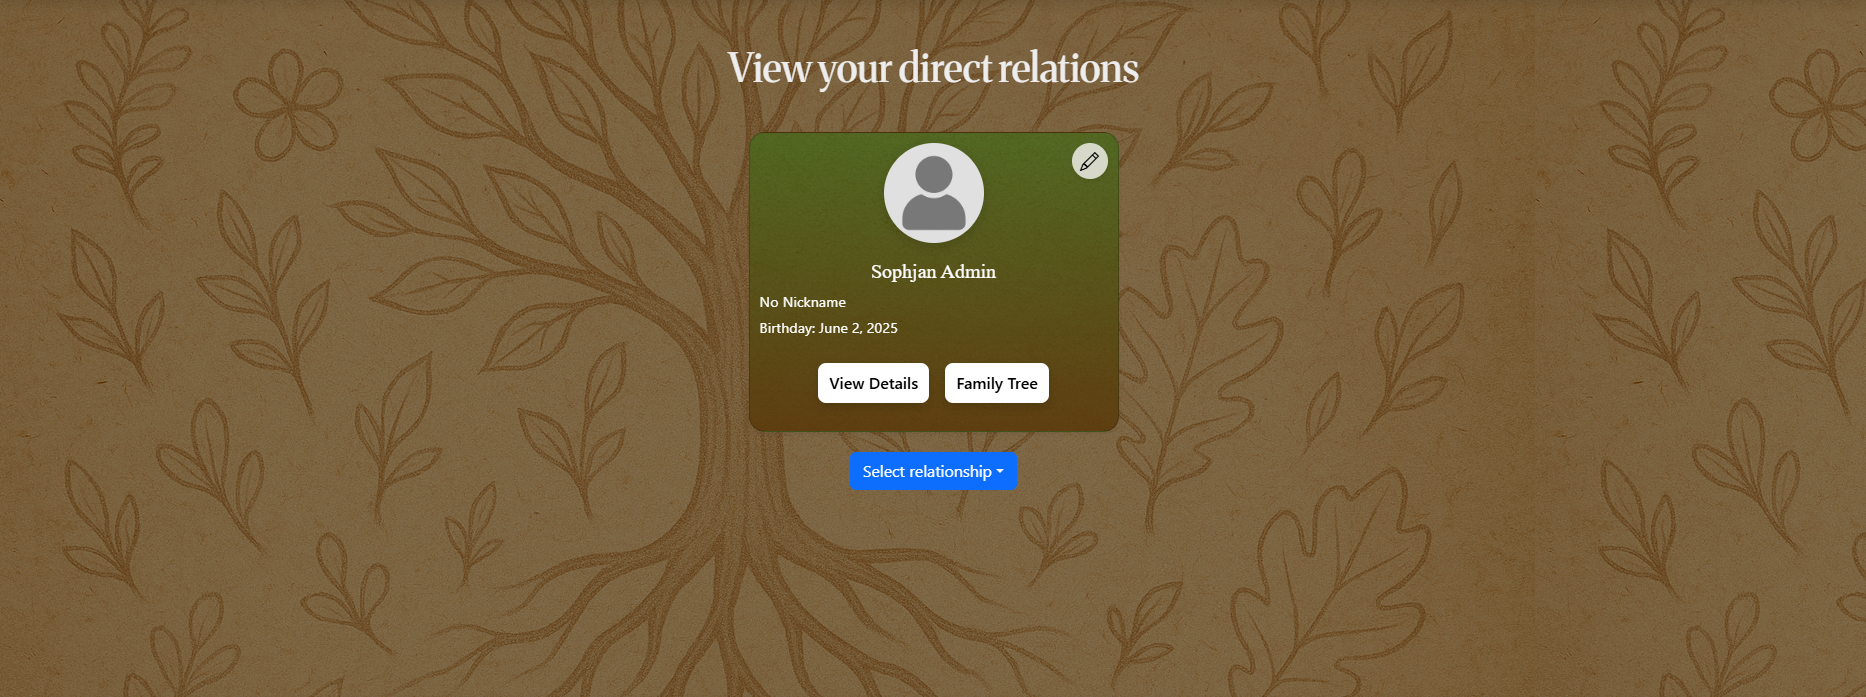 View your direct relations
Sophjan Admin
No Nickname
Birthday: June 2, 2025
View Details
Family Tree
Select relationship